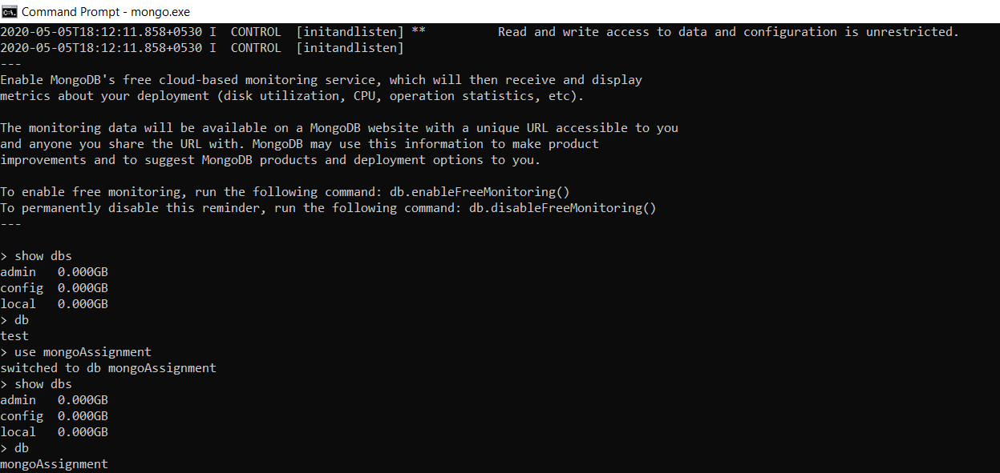 Command Prompt - mongo.exe
2020-05-05T18:12:11.858+0530 I  CONTROL  [initandlisten] **          Read and write access to data and configuration is unrestricted.
2020-05-05T18:12:11.858+0530 I  CONTROL  [initandlisten]
---
Enable MongoDB's free cloud-based monitoring service, which will then receive and display
metrics about your deployment (disk utilization, CPU, operation statistics, etc).

The monitoring data will be available on a MongoDB website with a unique URL accessible to you
and anyone you share the URL with. MongoDB may use this information to make product
improvements and to suggest MongoDB products and deployment options to you.

To enable free monitoring, run the following command: db.enableFreeMonitoring()
To permanently disable this reminder, run the following command: db.disableFreeMonitoring()
---

> show dbs
admin   0.000GB
config  0.000GB
local   0.000GB
> db
test
> use mongoAssignment
switched to db mongoAssignment
> show dbs
admin   0.000GB
config  0.000GB
local   0.000GB
> db
mongoAssignment